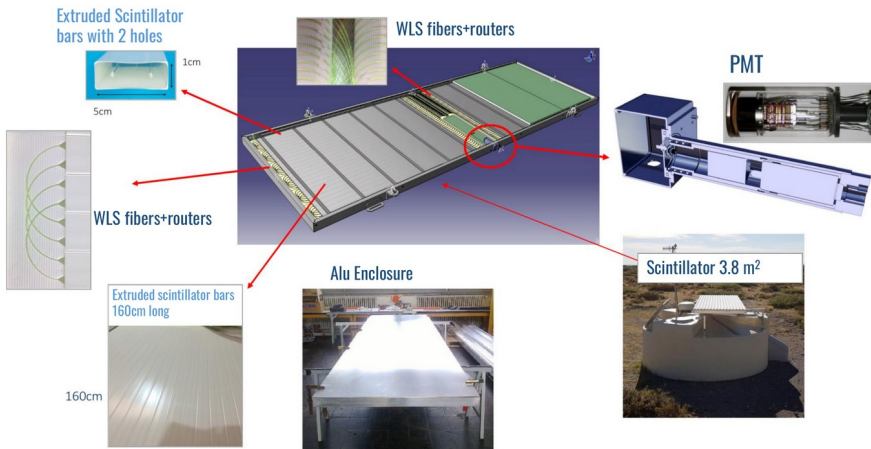 Extruded Scintillator
bars with 2 holes
1cm
5cm
WLS fibers+routers
PMT
WLS fibers+routers
Scintillator 3.8 m²
Alu Enclosure
Extruded scintillator bars
160cm long
160cm